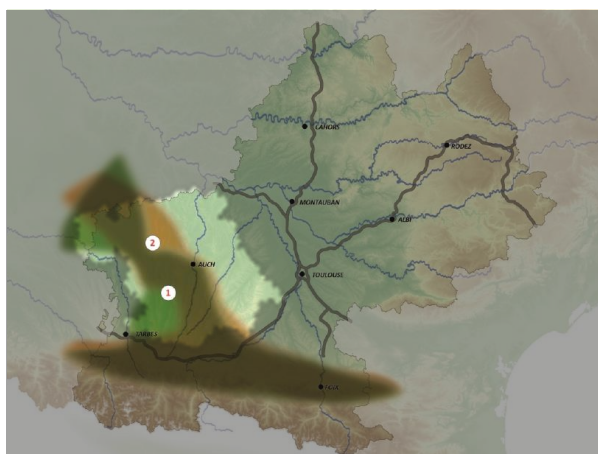 CAHORS
RODEZ
MONTAUBAN
ALBI
2
AUCH
TOULOUSE
1
TARBES
FOIX